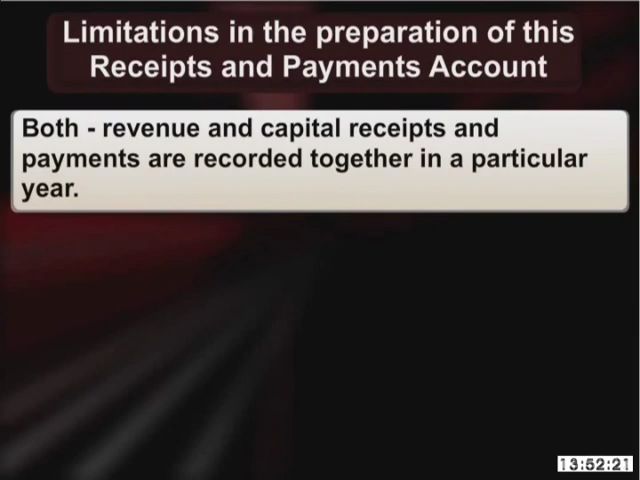 Limitations in the preparation of this
Receipts and Payments Account
Both - revenue and capital receipts and
payments are recorded together in a particular
year.
13:52:21